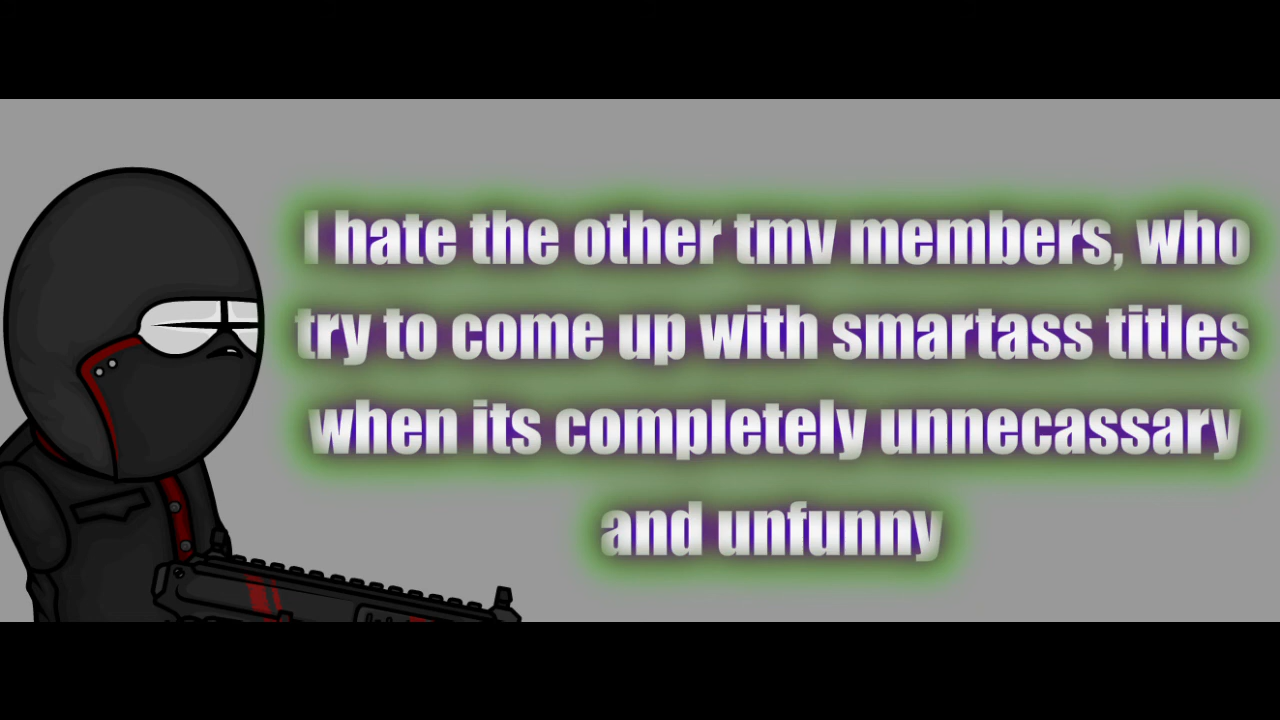 I hate the other tmv members, who
try to come up with smartass titles
when its completely unnecassary
and unfunny